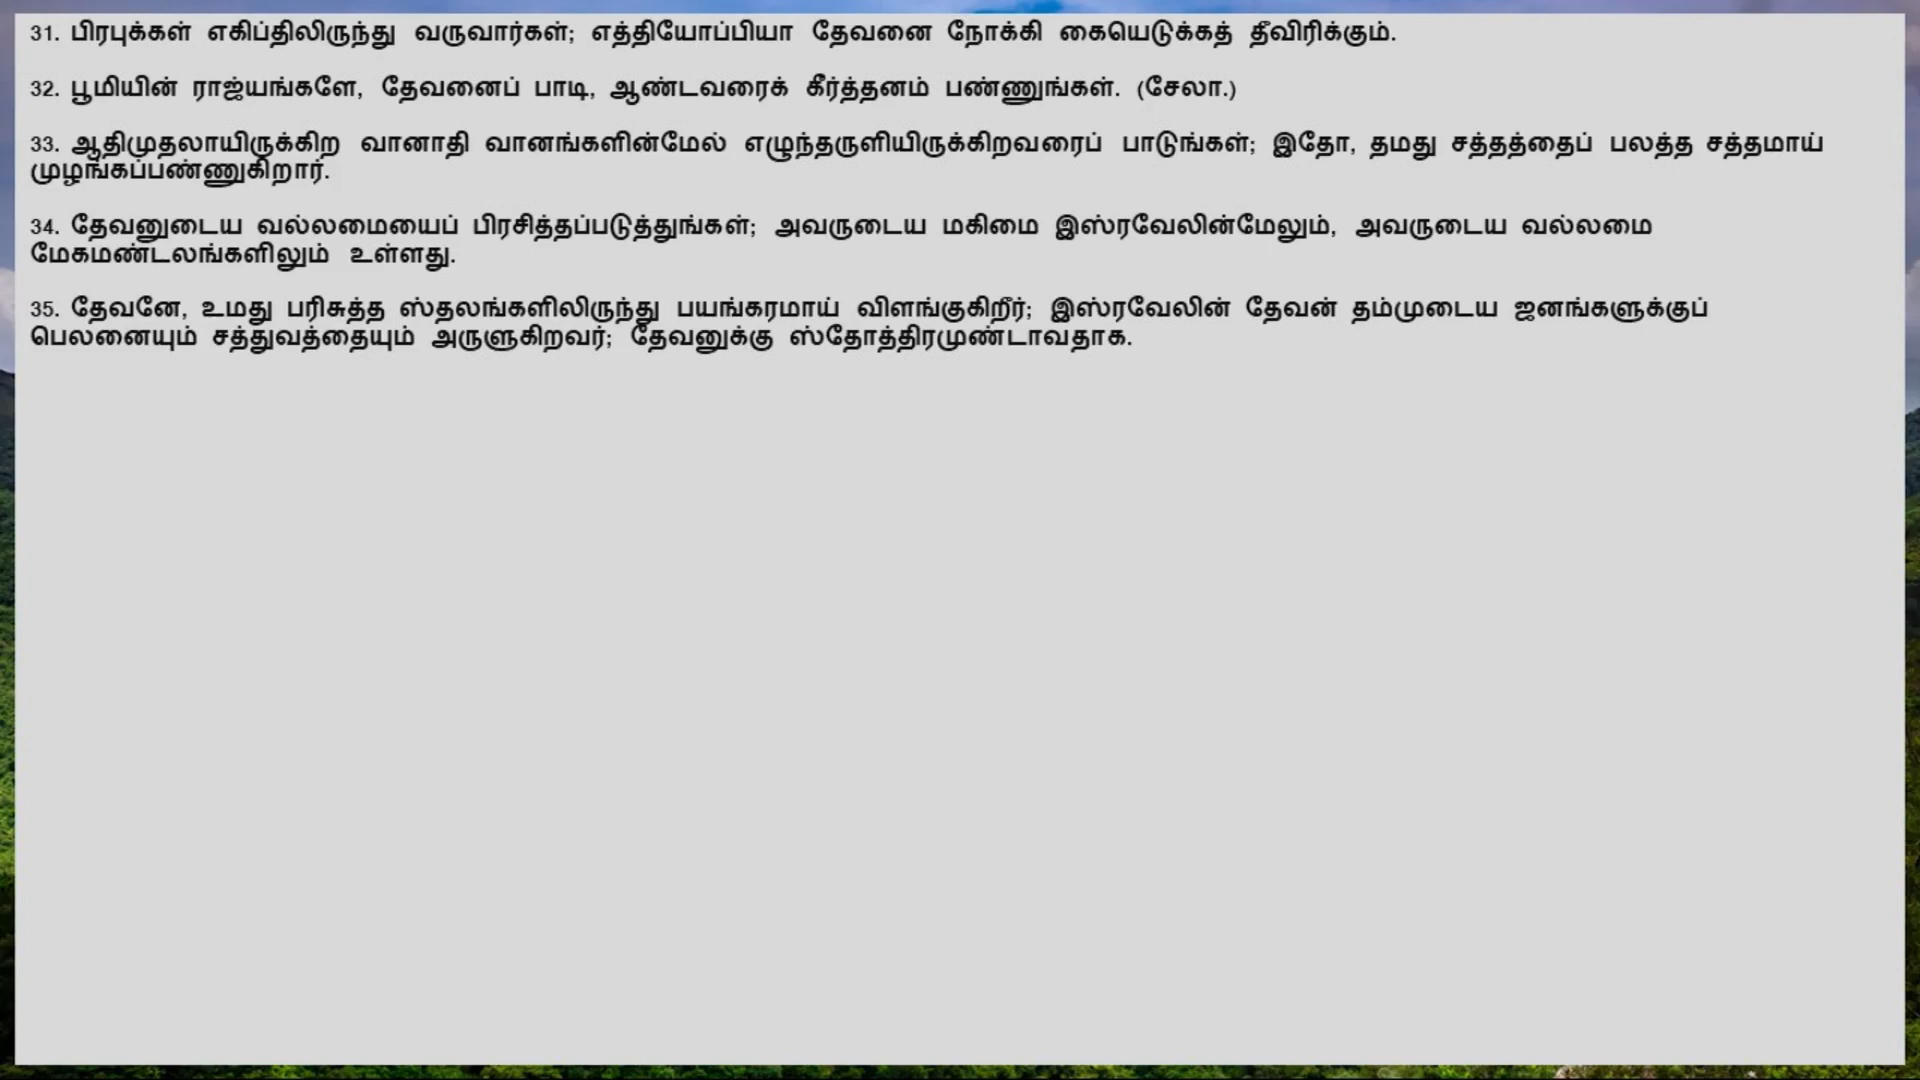 31. பிரபுக்கள் எகிப்திலிருந்து வருவார்கள்; எத்தியோப்பியா தேவனை நோக்கி கையெடுக்கத் தீவிரிக்கும்.
32. பூமியின் ராஜ்யங்களே, தேவனைப் பாடி, ஆண்டவரைக் கீர்த்தனம் பண்ணுங்கள். (சேலா.)
33. ஆதிமுதலாயிருக்கிற வானாதி வானங்களின்மேல் எழுந்தருளியிருக்கிறவரைப் பாடுங்கள்; இதோ, தமது சத்தத்தைப் பலத்த சத்தமாய்
முழங்கப்பண்ணுகிறார்.
34. தேவனுடைய வல்லமையைப் பிரசித்தப்படுத்துங்கள்; அவருடைய மகிமை இஸ்ரவேலின்மேலும், அவருடைய வல்லமை
மேகமண்டலங்களிலும் உள்ளது.
35. தேவனே, உமது பரிசுத்த ஸ்தலங்களிலிருந்து பயங்கரமாய் விளங்குகிறீர்; இஸ்ரவேலின் தேவன் தம்முடைய ஜனங்களுக்குப்
பெலனையும் சத்துவத்தையும் அருளுகிறவர்; தேவனுக்கு ஸ்தோத்திரமுண்டாவதாக.